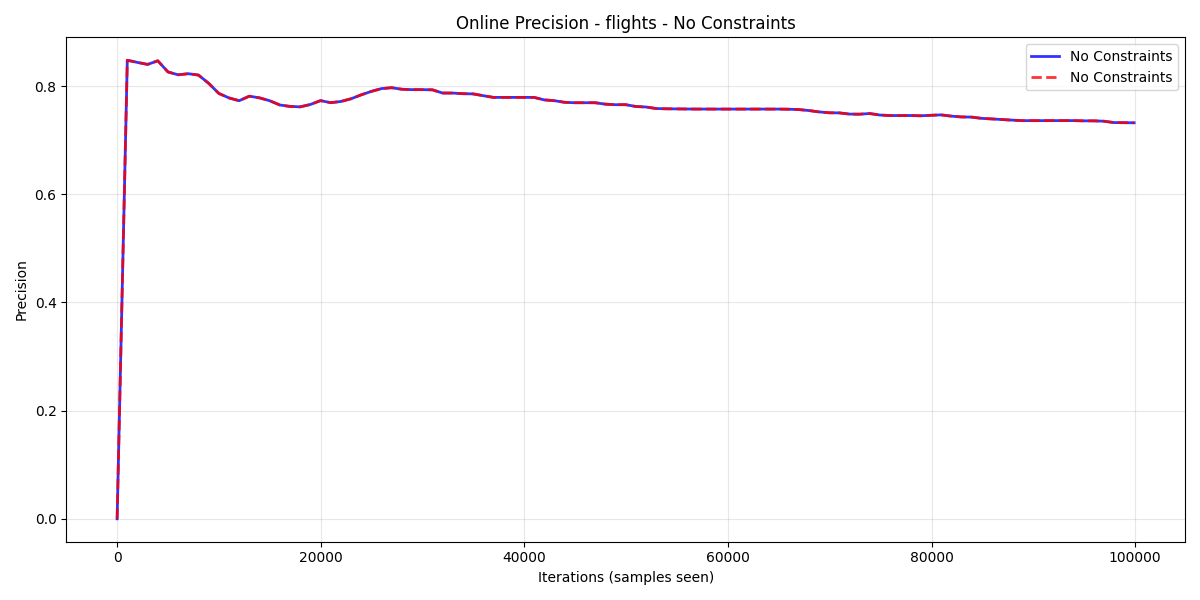 Online Precision - flights - No Constraints
No Constraints
No Constraints
Precision
0.8
0.6
0.4
0.2
0.0
0 20000 40000 60000 80000 100000
Iterations (samples seen)